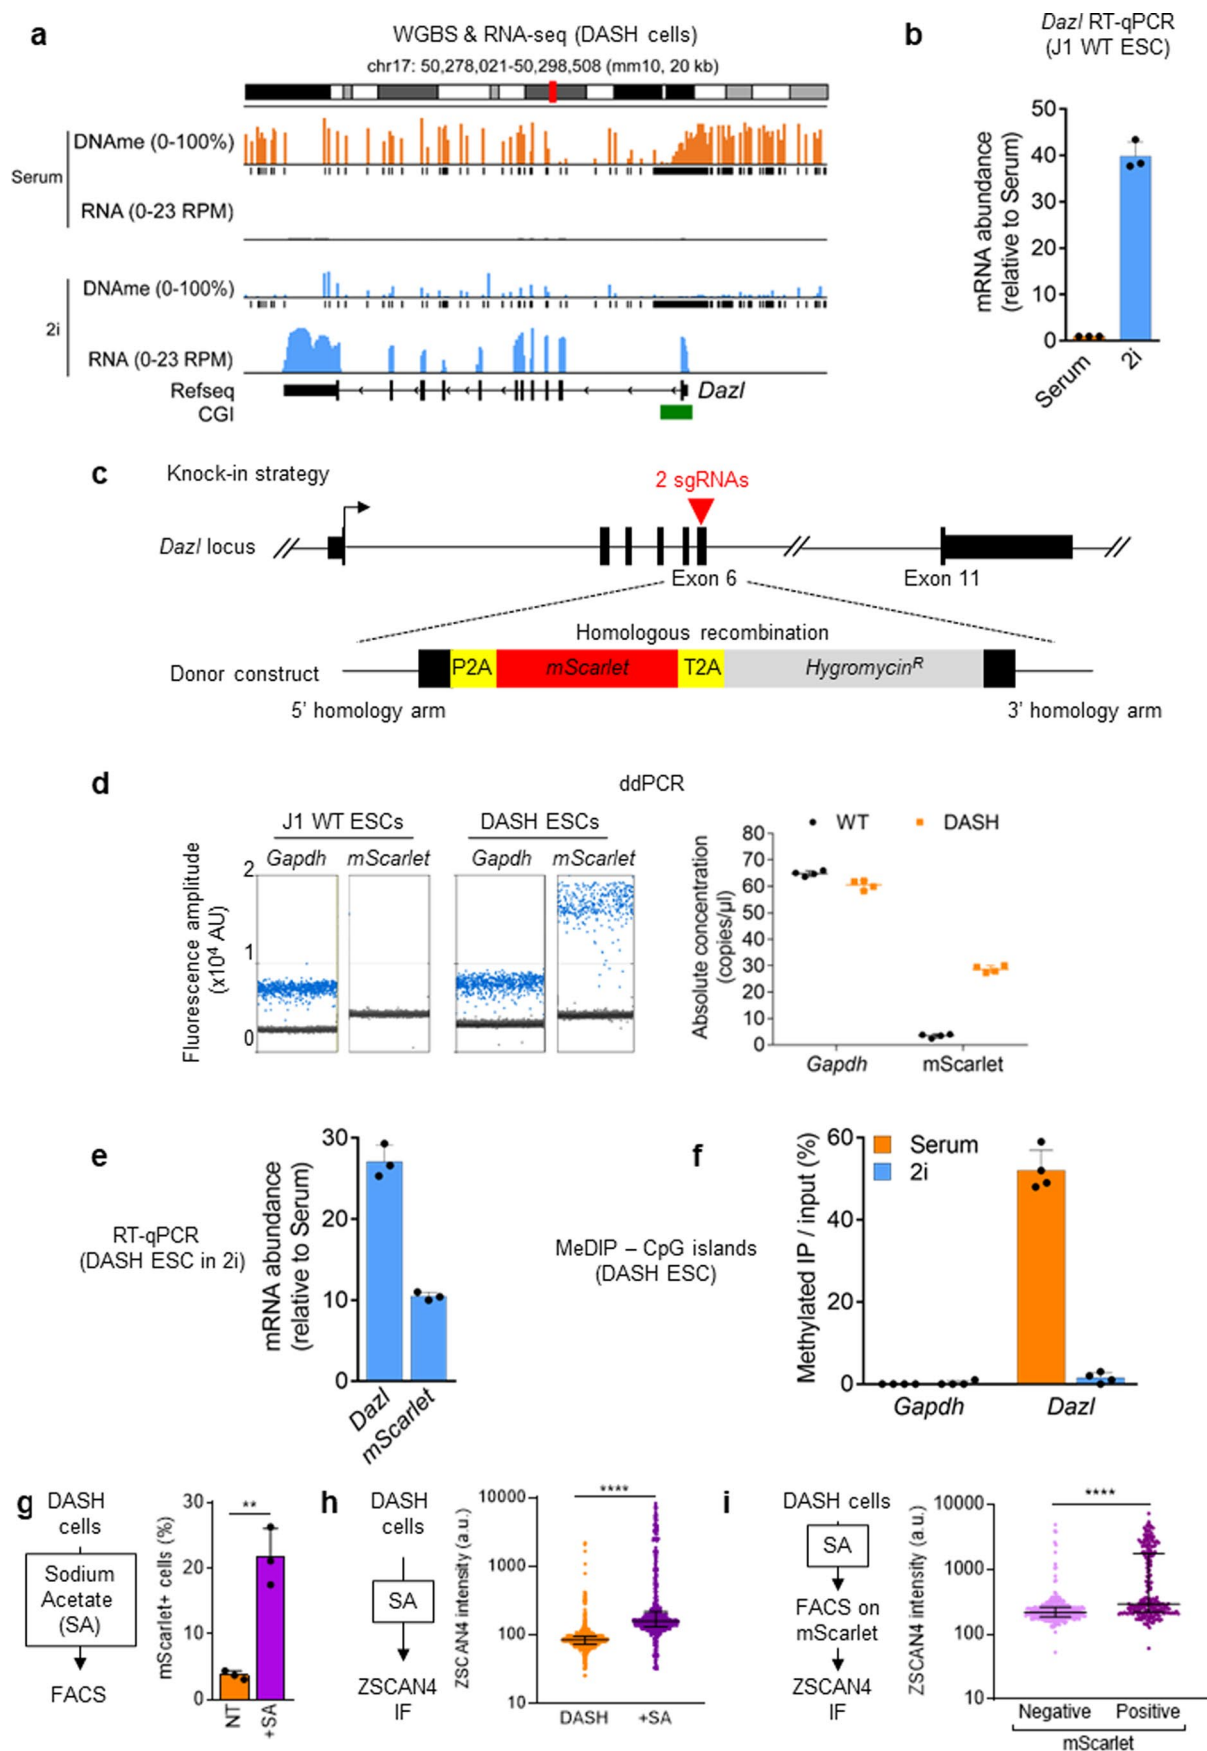 a
WGBS & RNA-seq (DASH cells)
chr17: 50,278,021-50,298,508 (mm10, 20 kb)
Serum
DNAme (0-100%)
RNA (0-23 RPM)
2i
DNAme (0-100%)
RNA (0-23 RPM)
Refseq
Dazl
CGI
b
Dazl RT-qPCR
(J1 WT ESC)
mRNA abundance
(relative to Serum)
50
40
30
20
10
0
Serum
2i
c
Knock-in strategy
2 sgRNAs
Dazl locus
Exon 6
Exon 11
Homologous recombination
Donor construct
P2A
mScarlet
T2A
Hygromycinᴿ
5’ homology arm
3’ homology arm
d
ddPCR
J1 WT ESCs
DASH ESCs
Gapdh
mScarlet
Gapdh
mScarlet
Fluorescence amplitude
(x10⁴ AU)
2
1
0
WT
DASH
Absolute concentration
(copies/µl)
80
70
60
50
40
30
20
10
0
Gapdh
mScarlet
e
RT-qPCR
(DASH ESC in 2i)
mRNA abundance
(relative to Serum)
30
20
10
0
Dazl
mScarlet
f
MeDIP – CpG islands
(DASH ESC)
Methylated IP / input (%)
60
40
20
0
Serum
2i
Gapdh
Dazl
g
DASH
cells
Sodium
Acetate
(SA)
FACS
mScarlet+ cells (%)
30
20
10
0
**
NT
+SA
h
DASH
cells
SA
ZSCAN4
IF
ZSCAN4 intensity (a.u.)
10000
1000
100
10
****
DASH
+SA
i
DASH cells
SA
FACS on
mScarlet
ZSCAN4
IF
ZSCAN4 intensity (a.u.)
10000
1000
100
10
****
Negative
Positive
mScarlet